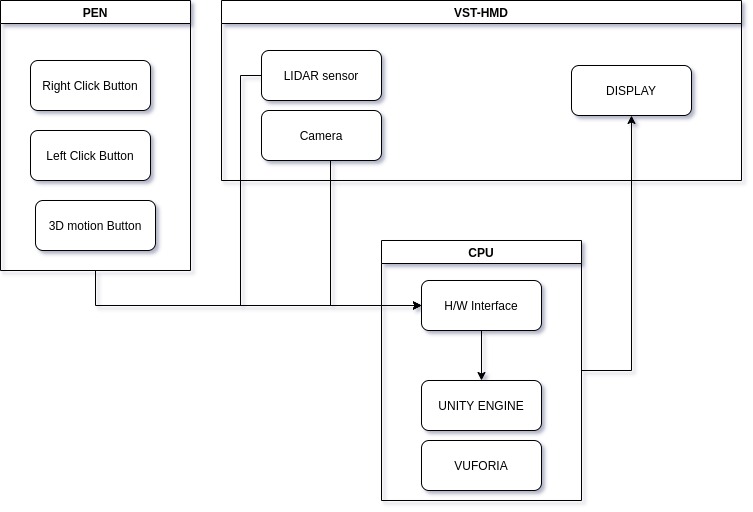 PEN
Right Click Button
Left Click Button
3D motion Button
VST-HMD
LIDAR sensor
Camera
DISPLAY
CPU
H/W Interface
UNITY ENGINE
VUFORIA